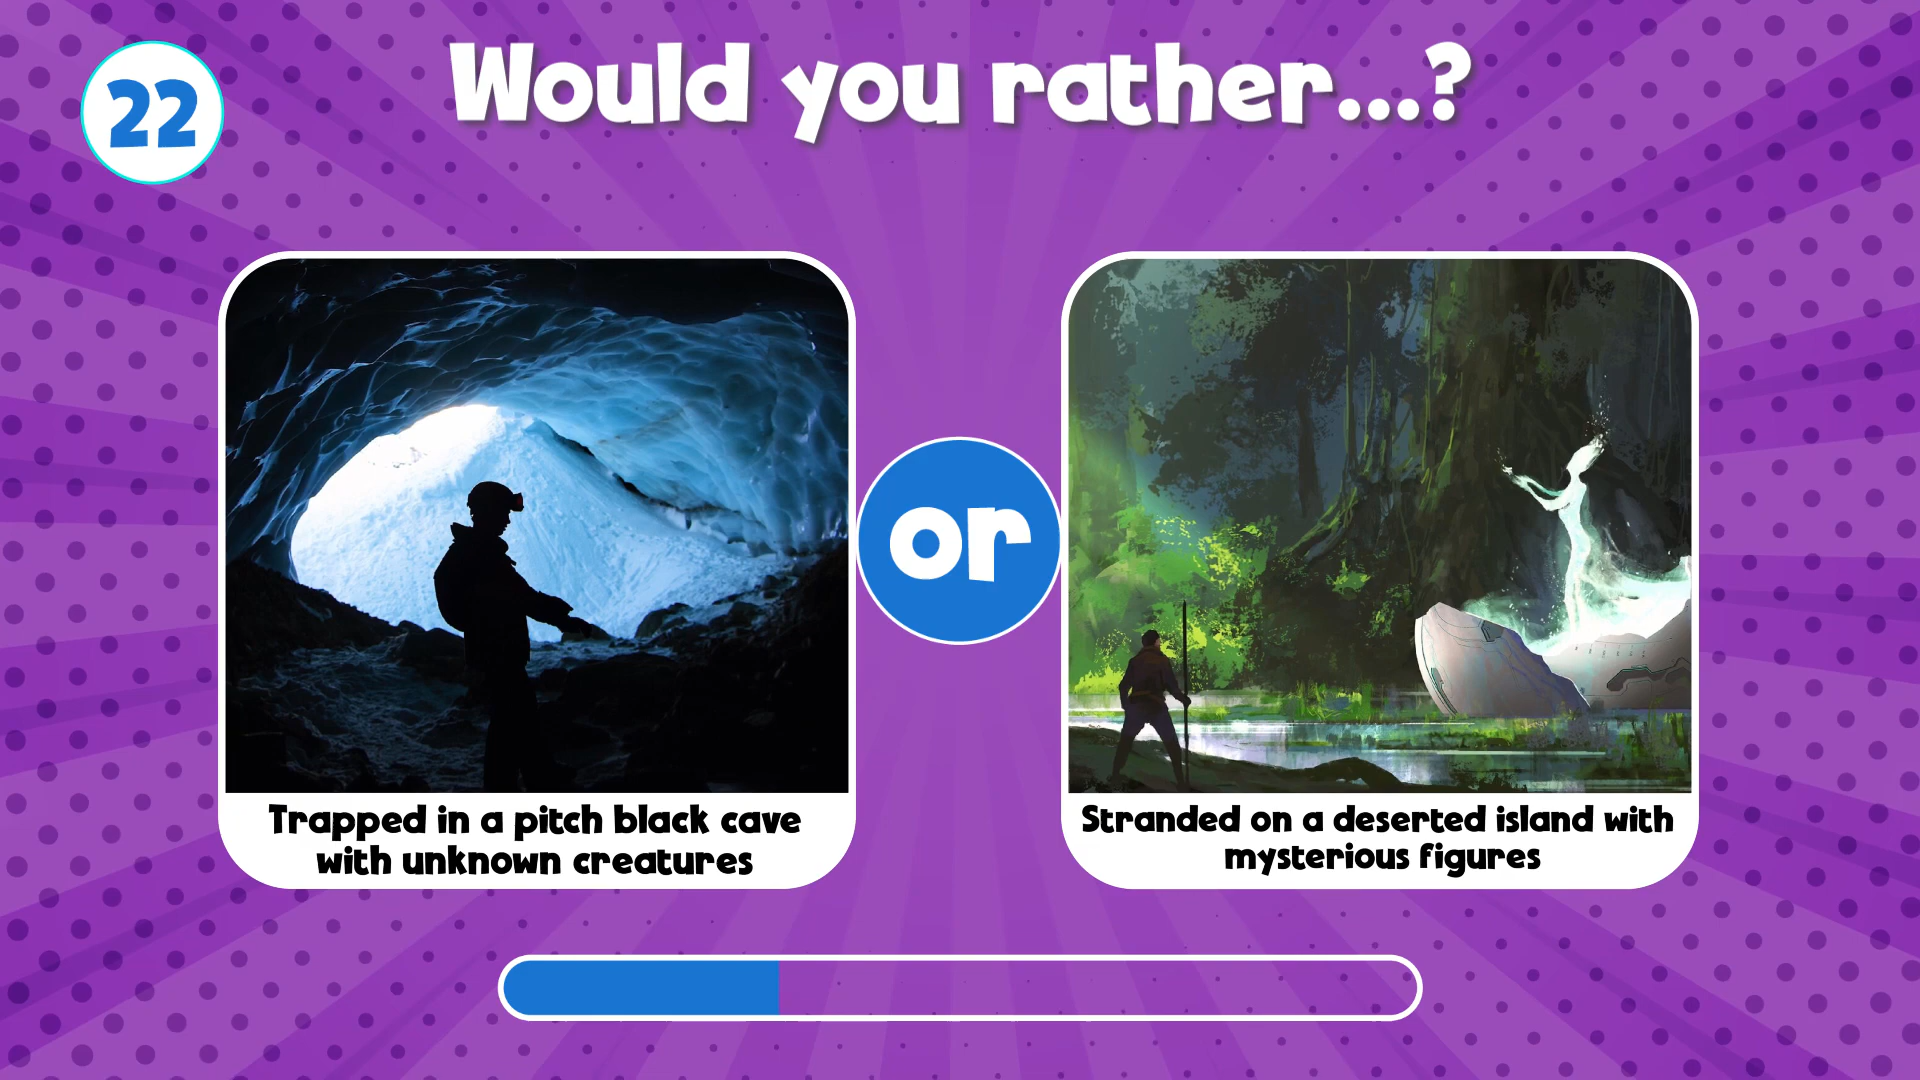 22
Would you rather...?
or
Trapped in a pitch black cave
with unknown creatures
Stranded on a deserted island with
mysterious figures